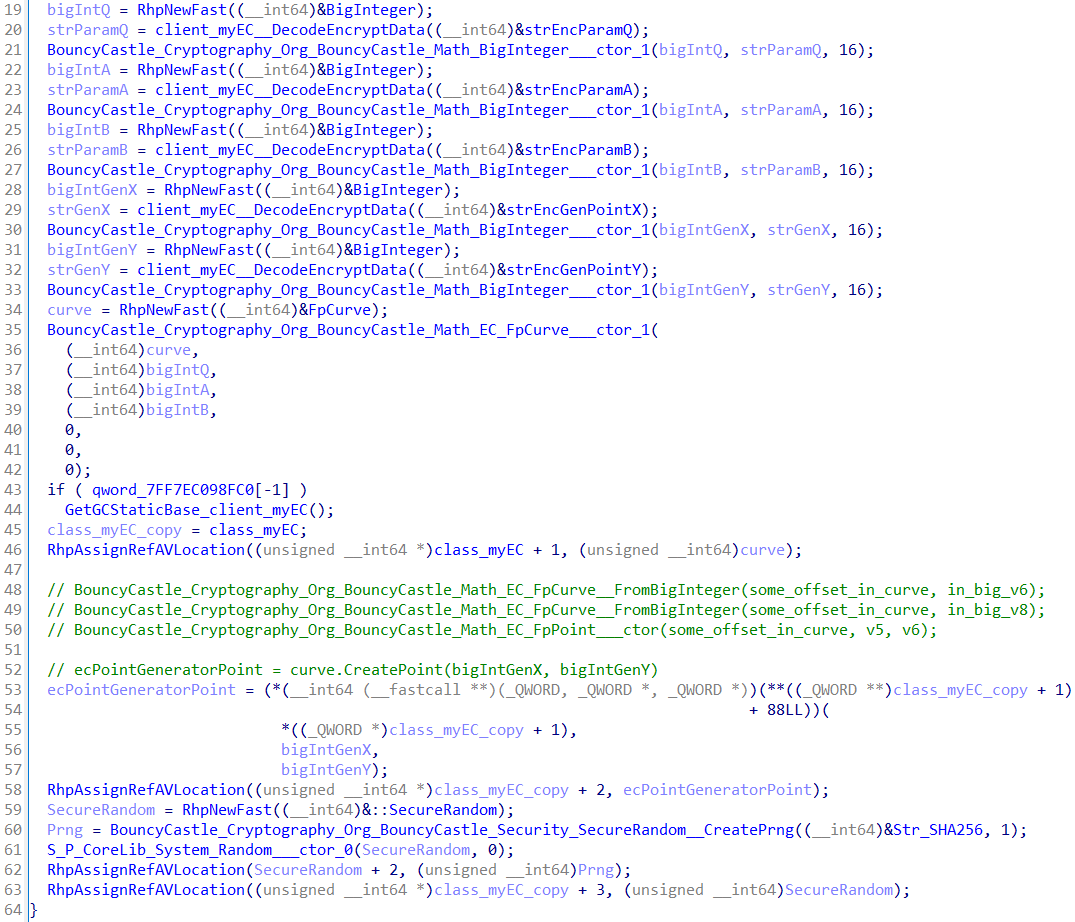 19 bigIntQ = RhpNewFast((__int64)&BigInteger);
20 strParamQ = client_myEC__DecodeEncryptData((__int64)&strEncParamQ);
21 BouncyCastle_Cryptography_Org_BouncyCastle_Math_BigInteger___ctor_1(bigIntQ, strParamQ, 16);
22 bigIntA = RhpNewFast((__int64)&BigInteger);
23 strParamA = client_myEC__DecodeEncryptData((__int64)&strEncParamA);
24 BouncyCastle_Cryptography_Org_BouncyCastle_Math_BigInteger___ctor_1(bigIntA, strParamA, 16);
25 bigIntB = RhpNewFast((__int64)&BigInteger);
26 strParamB = client_myEC__DecodeEncryptData((__int64)&strEncParamB);
27 BouncyCastle_Cryptography_Org_BouncyCastle_Math_BigInteger___ctor_1(bigIntB, strParamB, 16);
28 bigIntGenX = RhpNewFast((__int64)&BigInteger);
29 strGenX = client_myEC__DecodeEncryptData((__int64)&strEncGenPointX);
30 BouncyCastle_Cryptography_Org_BouncyCastle_Math_BigInteger___ctor_1(bigIntGenX, strGenX, 16);
31 bigIntGenY = RhpNewFast((__int64)&BigInteger);
32 strGenY = client_myEC__DecodeEncryptData((__int64)&strEncGenPointY);
33 BouncyCastle_Cryptography_Org_BouncyCastle_Math_BigInteger___ctor_1(bigIntGenY, strGenY, 16);
34 curve = RhpNewFast((__int64)&FpCurve);
35 BouncyCastle_Cryptography_Org_BouncyCastle_Math_EC_FpCurve___ctor_1(
36 (__int64)curve,
37 (__int64)bigIntQ,
38 (__int64)bigIntA,
39 (__int64)bigIntB,
40 0,
41 0,
42 0);
43 if ( qword_7FF7EC098FC0[-1] )
44 GetGCStaticBase_client_myEC();
45 class_myEC_copy = class_myEC;
46 RhpAssignRefAVLocation((unsigned __int64 *)class_myEC + 1, (unsigned __int64)curve);
47
48 // BouncyCastle_Cryptography_Org_BouncyCastle_Math_EC_FpCurve__FromBigInteger(some_offset_in_curve, in_big_v6);
49 // BouncyCastle_Cryptography_Org_BouncyCastle_Math_EC_FpCurve__FromBigInteger(some_offset_in_curve, in_big_v8);
50 // BouncyCastle_Cryptography_Org_BouncyCastle_Math_EC_FpPoint___ctor(some_offset_in_curve, v5, v6);
51
52 // ecPointGeneratorPoint = curve.CreatePoint(bigIntGenX, bigIntGenY)
53 ecPointGeneratorPoint = (*(__int64 (__fastcall **)(_QWORD, _QWORD *, _QWORD *))(**((_QWORD **)class_myEC_copy + 1)
54 + 88LL))(
55 *((_QWORD *)class_myEC_copy + 1),
56 bigIntGenX,
57 bigIntGenY);
58 RhpAssignRefAVLocation((unsigned __int64 *)class_myEC_copy + 2, ecPointGeneratorPoint);
59 SecureRandom = RhpNewFast((__int64)&::SecureRandom);
60 Prng = BouncyCastle_Cryptography_Org_BouncyCastle_Security_SecureRandom__CreatePrng((__int64)&Str_SHA256, 1);
61 S_P_CoreLib_System_Random___ctor_0(SecureRandom, 0);
62 RhpAssignRefAVLocation(SecureRandom + 2, (unsigned __int64)Prng);
63 RhpAssignRefAVLocation((unsigned __int64 *)class_myEC_copy + 3, (unsigned __int64)SecureRandom);
64 }